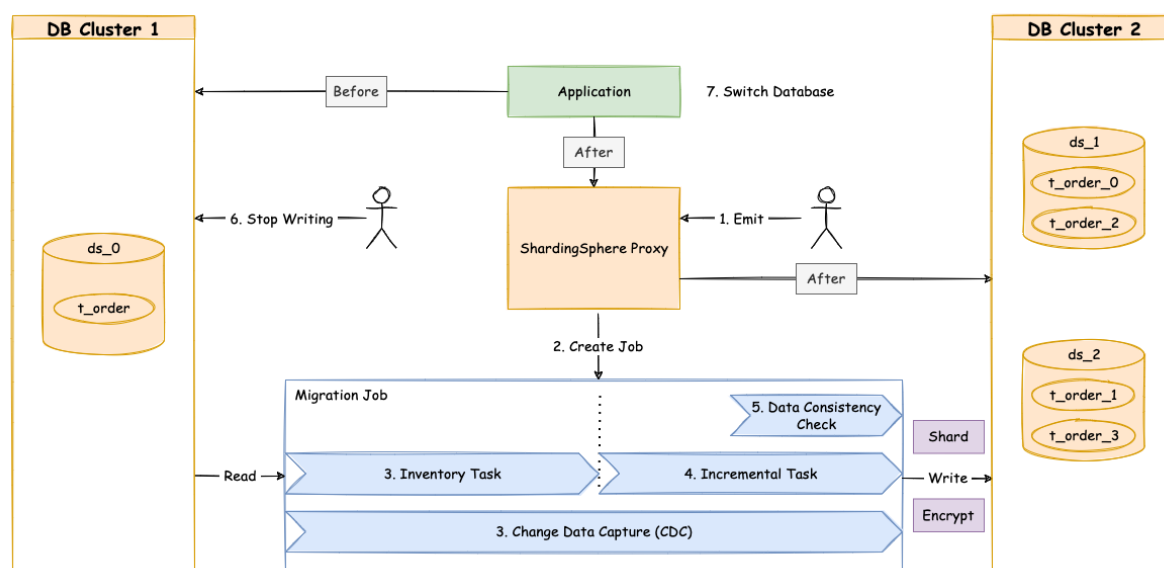 DB Cluster 1
DB Cluster 2
Before
Application
7. Switch Database
After
ds_1
t_order_0
t_order_2
6. Stop Writing
1. Emit
ShardingSphere Proxy
ds_0
t_order
After
2. Create Job
ds_2
t_order_1
t_order_3
Migration Job
5. Data Consistency
Check
Shard
Read
3. Inventory Task
4. Incremental Task
Write
Encrypt
3. Change Data Capture (CDC)